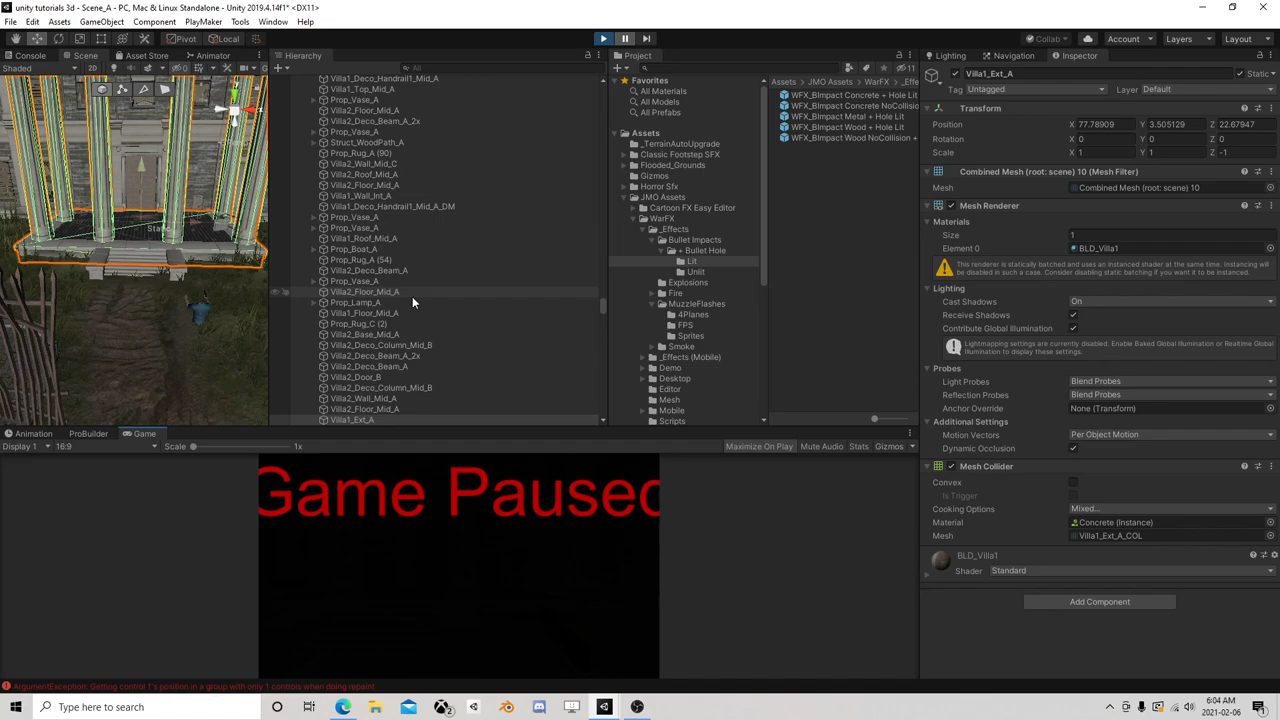 unity tutorials 3d - Scene_A - PC, Mac & Linux Standalone - Unity 2019.4.14f1* <DX11>
File Edit Assets GameObject Component PlayMaker Tools Window Help
Pivot Local Collab Account Layers Layout
Console Scene Asset Store Animator
Shaded 2D 0
Hierarchy
All
Villa1_Deco_Handrail1_Mid_A
Villa1_Top_Mid_A
Prop_Vase_A
Villa2_Floor_Mid_A
Villa2_Deco_Beam_A_2x
Prop_Vase_A
Struct_WoodPath_A
Prop_Rug_A (90)
Villa2_Wall_Mid_C
Villa2_Roof_Mid_A
Villa2_Floor_Mid_A
Villa1_Wall_Int_A
Villa1_Deco_Handrail1_Mid_A_DM
Prop_Vase_A
Prop_Vase_A
Villa1_Roof_Mid_A
Prop_Boat_A
Prop_Rug_A (54)
Villa2_Deco_Beam_A
Prop_Vase_A
Villa2_Floor_Mid_A
Prop_Lamp_A
Villa1_Floor_Mid_A
Prop_Rug_C (2)
Villa2_Base_Mid_A
Villa2_Deco_Column_Mid_B
Villa2_Deco_Beam_A_2x
Villa2_Deco_Beam_A
Villa2_Door_B
Villa2_Deco_Column_Mid_B
Villa2_Wall_Mid_A
Villa2_Floor_Mid_A
Villa1_Ext_A
Project
11
Favorites
All Materials
All Models
All Prefabs
Assets
_TerrainAutoUpgrade
Classic Footstep SFX
Flooded_Grounds
Gizmos
Horror Sfx
JMO Assets
Cartoon FX Easy Editor
WarFX
_Effects
Bullet Impacts
+ Bullet Hole
Lit
Unlit
Explosions
Fire
MuzzleFlashes
4Planes
FPS
Sprites
Smoke
_Effects (Mobile)
Demo
Desktop
Editor
Mesh
Mobile
Scripts
Assets JMO Assets WarFX _Effe
WFX_BImpact Concrete + Hole Lit
WFX_BImpact Concrete NoCollisio
WFX_BImpact Metal + Hole Lit
WFX_BImpact Wood + Hole Lit
WFX_BImpact Wood NoCollision +
Lighting Navigation Inspector
Villa1_Ext_A Static
Tag Untagged Layer Default
Transform
Position X 77.78909 Y 3.505129 Z 22.67947
Rotation X 0 Y 0 Z 0
Scale X 1 Y 1 Z -1
Combined Mesh (root: scene) 10 (Mesh Filter)
Mesh Combined Mesh (root: scene) 10
Mesh Renderer
Materials
Size 1
Element 0 BLD_Villa1
This renderer is statically batched and uses an instanced shader at the same time. Instancing will be disabled in such a case. Consider disabling static batching if you want it to be instanced.
Lighting
Cast Shadows On
Receive Shadows
Contribute Global Illumination
Lightmapping settings are currently disabled. Enable Baked Global Illumination or Realtime Global Illumination to display these settings.
Probes
Light Probes Blend Probes
Reflection Probes Blend Probes
Anchor Override None (Transform)
Additional Settings
Motion Vectors Per Object Motion
Dynamic Occlusion
Mesh Collider
Convex
Is Trigger
Cooking Options Mixed...
Material Concrete (Instance)
Mesh Villa1_Ext_A_COL
BLD_Villa1
Shader Standard
Add Component
Animation ProBuilder Game
Display 1 16:9 Scale 1x Maximize On Play Mute Audio Stats Gizmos
Game Paused
ArgumentException: Getting control 1's position in a group with only 1 controls when doing repaint
Type here to search
6:04 AM
2021-02-06